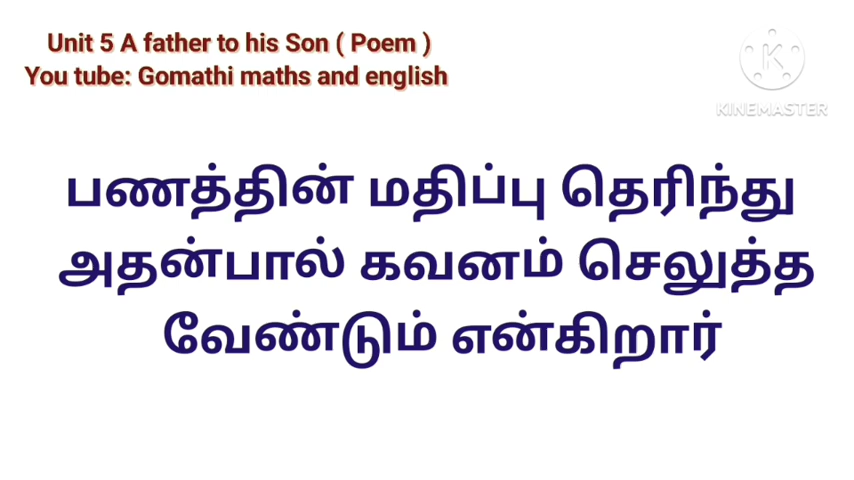 Unit 5 A father to his Son ( Poem )
You tube: Gomathi maths and english
KINEMASTER
பணத்தின் மதிப்பு தெரிந்து
அதன்பால் கவனம் செலுத்த
வேண்டும் என்கிறார்